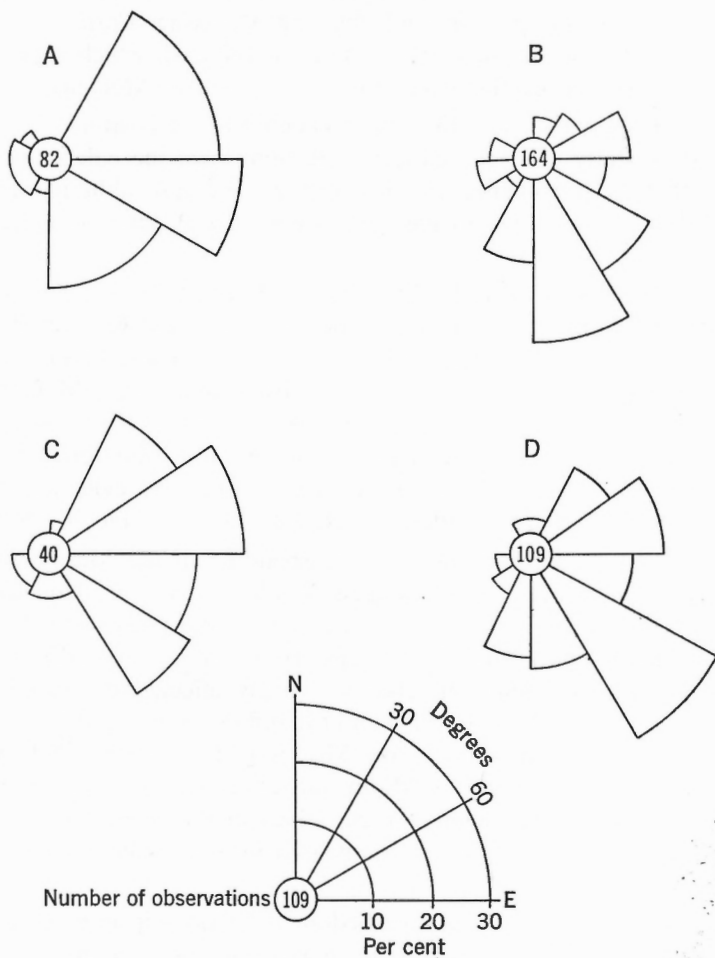 A
B
82
164
C
D
40
109
N
30
Degrees
60
Number of observations
109
E
10
20
30
Per cent